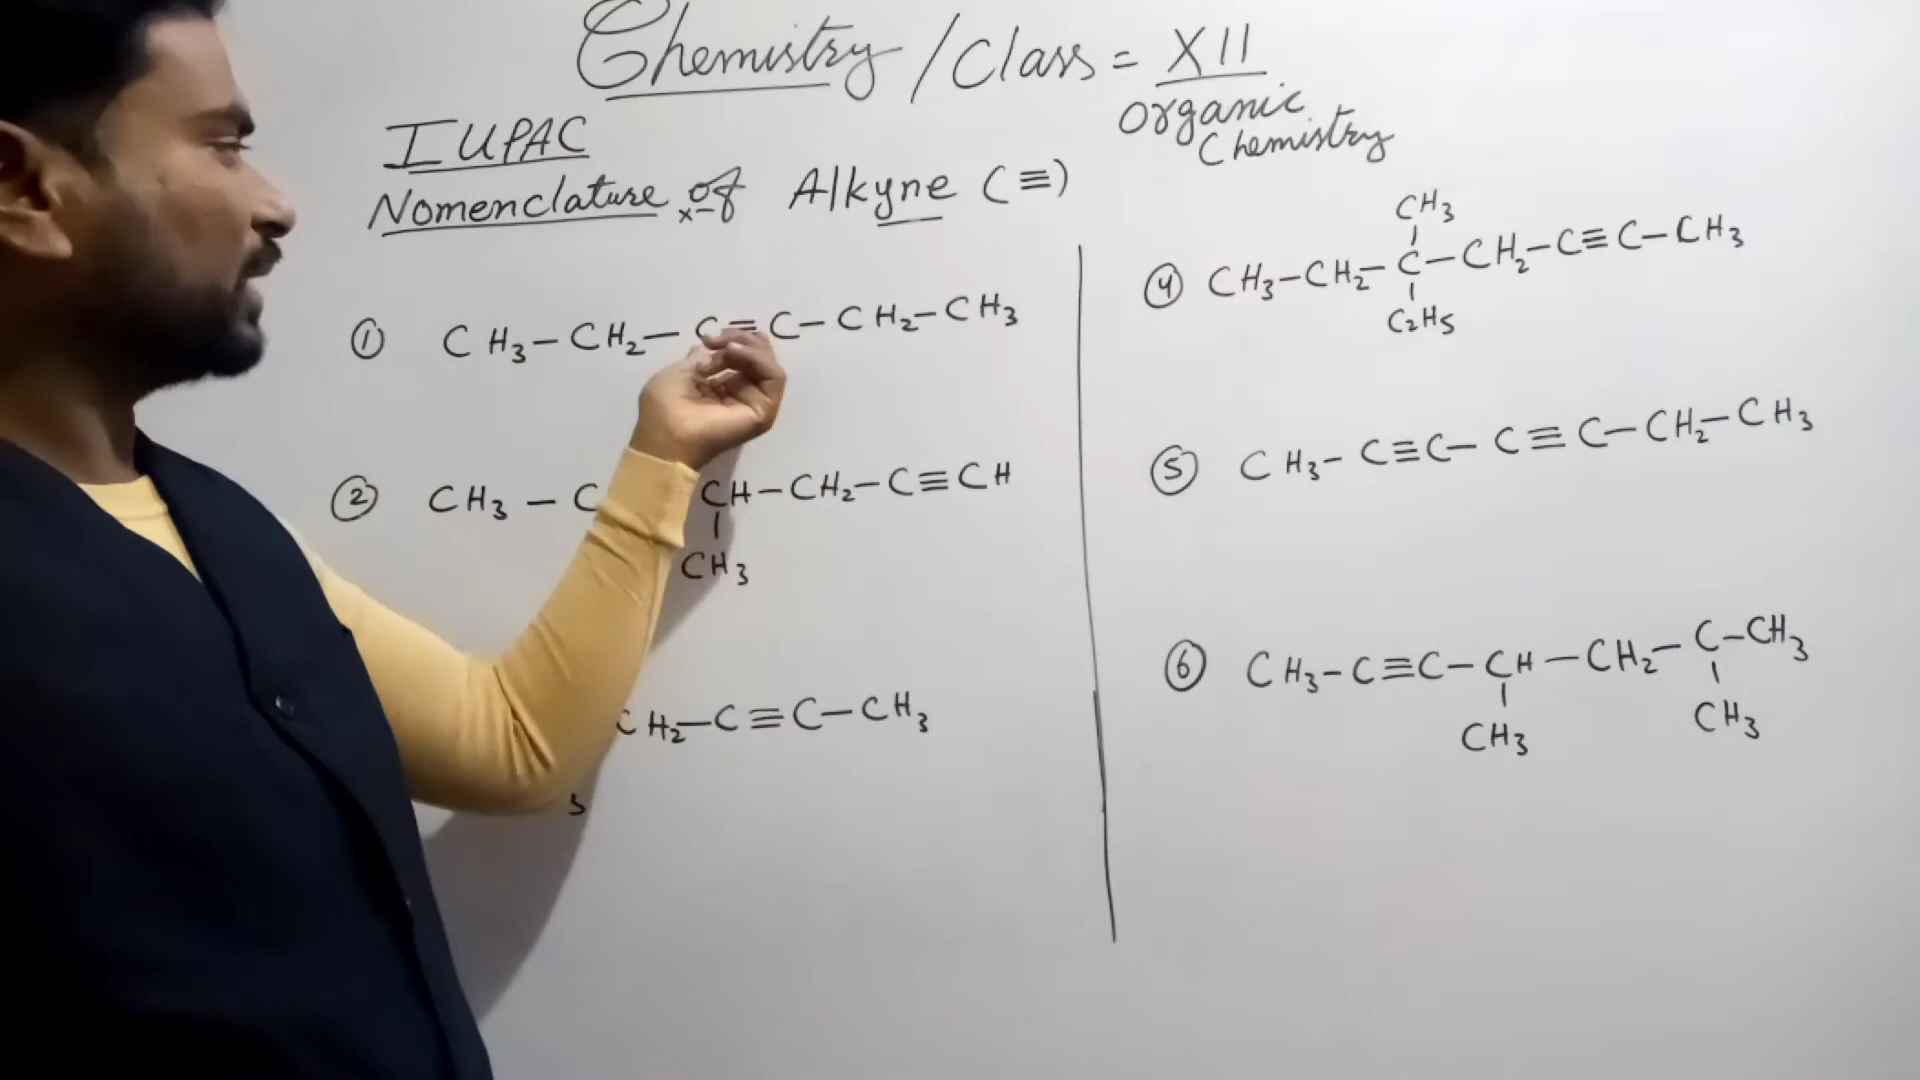 Chemistry / Class = XII
Organic
Chemistry
IUPAC
Nomenclature of Alkyne (≡)
① CH₃-CH₂-C≡C-CH₂-CH₃
② CH₃ - C CH-CH₂-C≡CH
|
CH₃
CH₂-C≡C-CH₃
CH₃
|
④ CH₃-CH₂-C-CH₂-C≡C-CH₃
|
C₂H₅
⑤ CH₃-C≡C-C≡C-CH₂-CH₃
⑥ CH₃-C≡C-CH-CH₂-C-CH₃
| |
CH₃ CH₃